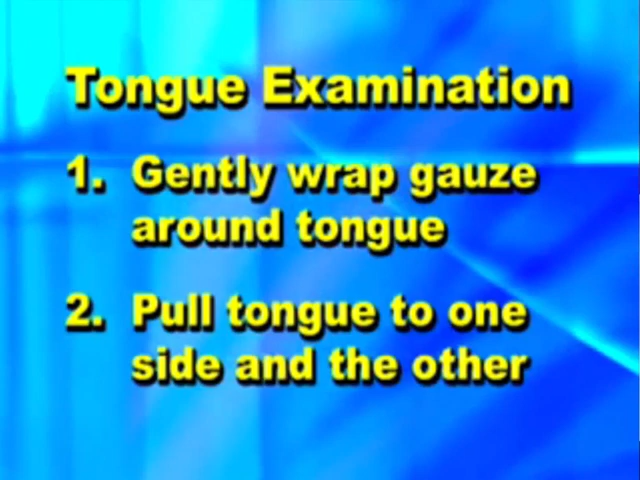 Tongue Examination
1. Gently wrap gauze
around tongue
2. Pull tongue to one
side and the other